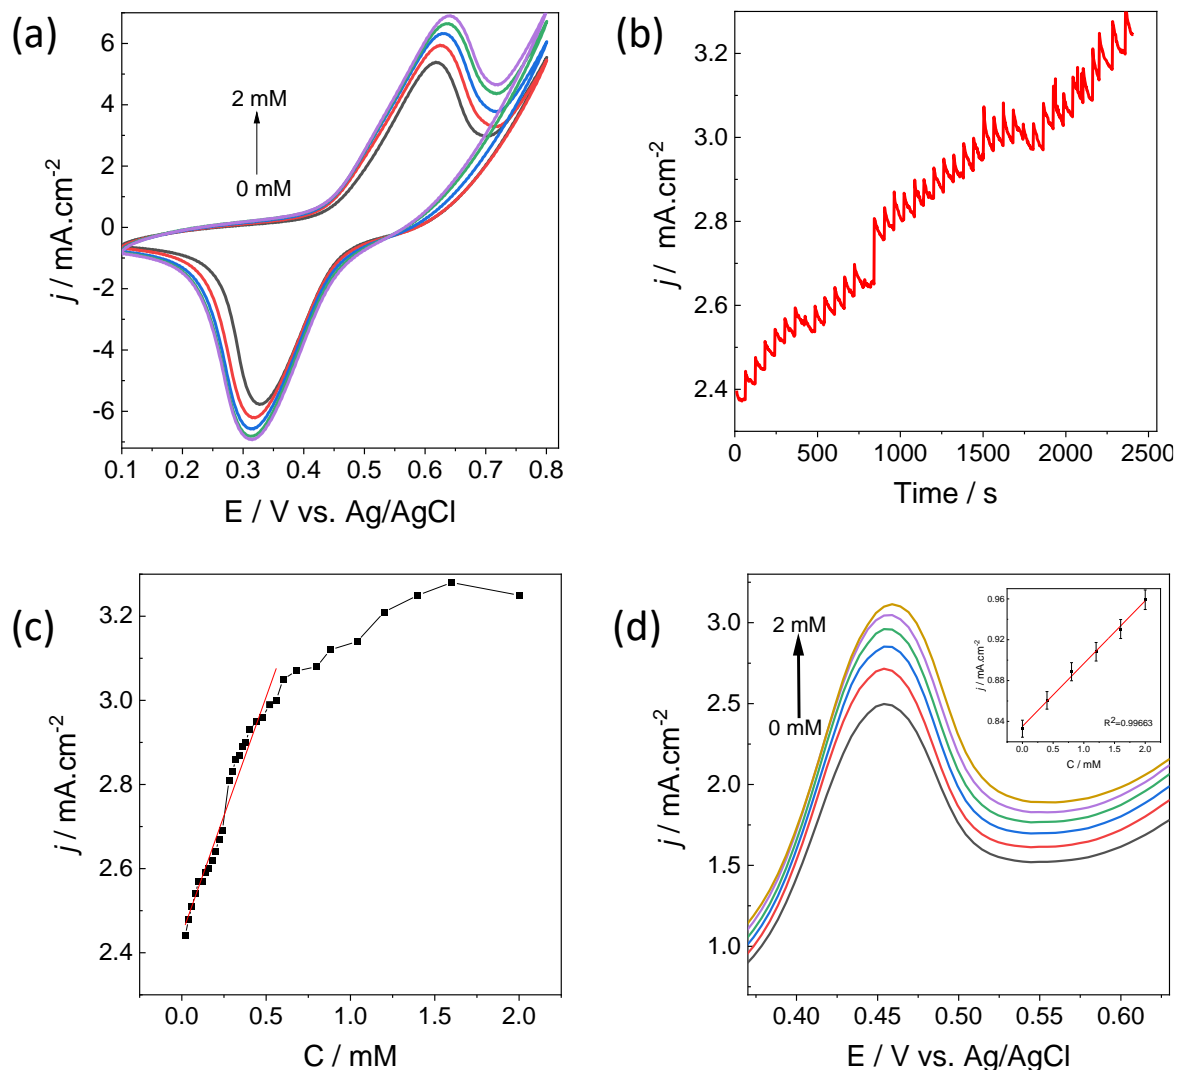 (a)
6
4
2
0
-2
-4
-6
2 mM
0 mM
j / mA.cm-2
0.1 0.2 0.3 0.4 0.5 0.6 0.7 0.8
E / V vs. Ag/AgCl
(b)
3.2
3.0
2.8
2.6
2.4
j / mA.cm-2
0 500 1000 1500 2000 2500
Time / s
(c)
3.2
3.0
2.8
2.6
2.4
j / mA.cm-2
0.0 0.5 1.0 1.5 2.0
C / mM
(d)
3.0
2.5
2.0
1.5
1.0
2 mM
0 mM
j / mA.cm-2
0.40 0.45 0.50 0.55 0.60
E / V vs. Ag/AgCl
0.96
0.92
0.88
0.84
j / mA.cm-2
R2=0.99663
0.0 0.5 1.0 1.5 2.0
C / mM